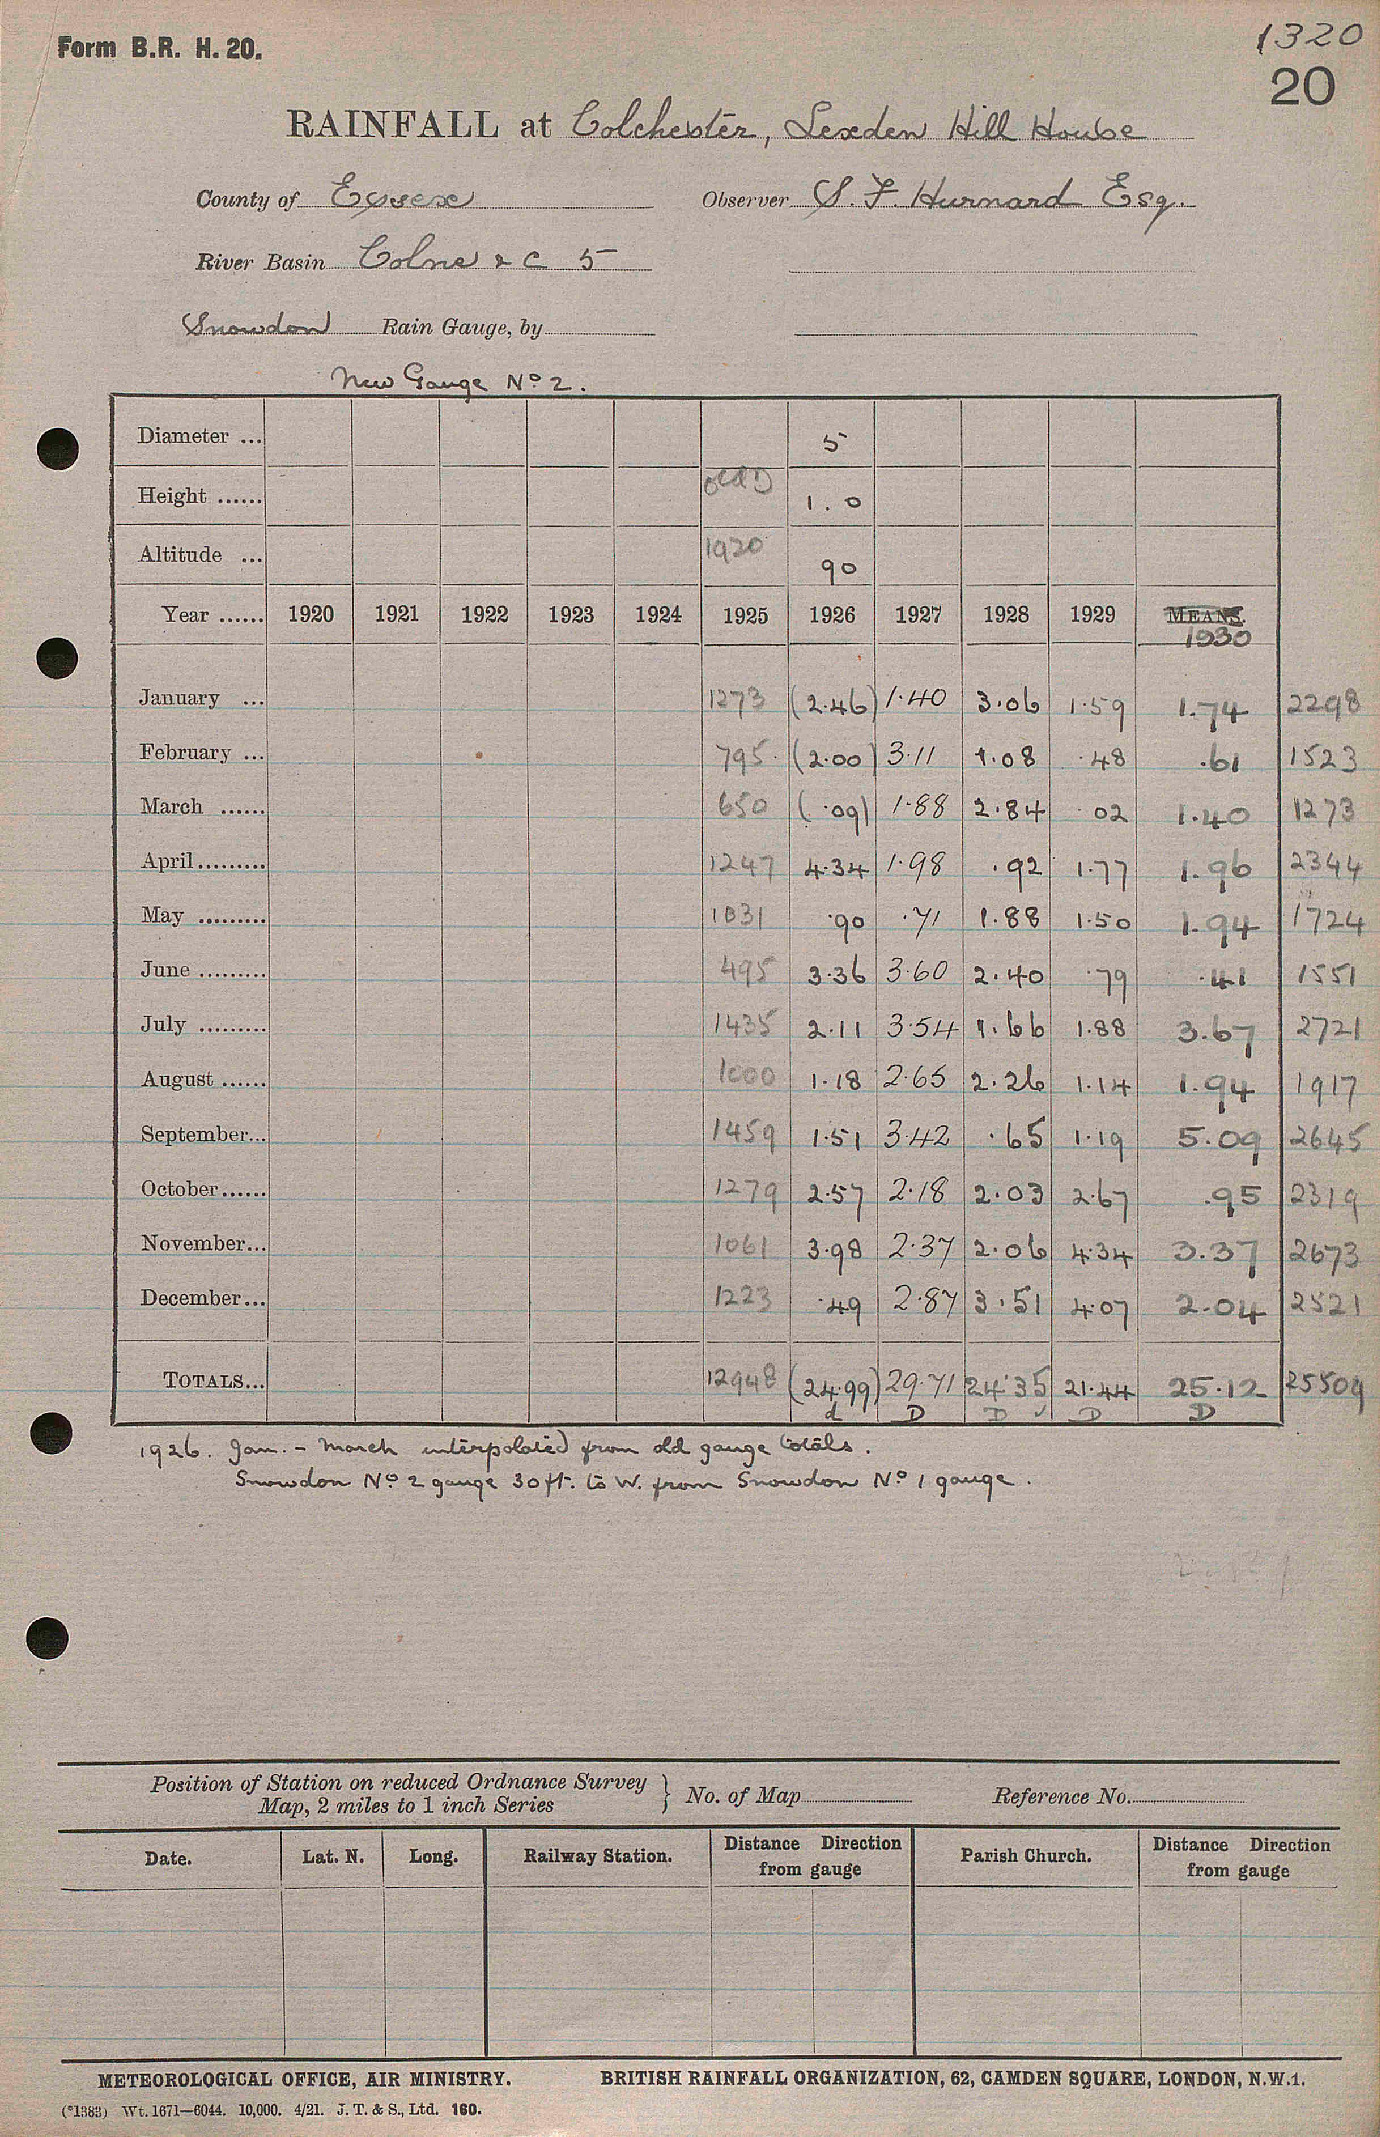 Form B.R. H. 20.
1320
20
RAINFALL at Colchester, Lexden Hill House
County of Essex Observer S. F. Hurnard Esq.
River Basin Colne & C 5
Snowdon Rain Gauge, by
New Gauge No 2.
Diameter ... 5
Height ...... old D 1.0
Altitude ... 1920 90
Year ...... 1920 1921 1922 1923 1924 1925 1926 1927 1928 1929 MEANS.
1930
January ... 1273 (2.46) 1.40 3.06 1.59 1.74 2298
February ... 795 (2.00) 3.11 1.08 .48 .61 1523
March ...... 650 (.09) 1.88 2.84 .02 1.40 1273
April......... 1247 4.34 1.98 .92 1.77 1.96 2344
May ......... 1031 .90 .71 1.88 1.50 1.94 1724
June ......... 495 3.36 3.60 2.40 .79 .41 1551
July ......... 1435 2.11 3.54 1.66 1.88 3.67 2721
August ...... 1000 1.18 2.65 2.26 1.14 1.94 1917
September... 1459 1.51 3.42 .65 1.19 5.09 2645
October...... 1279 2.57 2.18 2.03 2.67 .95 2319
November... 1061 3.98 2.37 2.06 4.34 3.37 2673
December... 1223 .49 2.87 3.51 4.07 2.04 2521
TOTALS... 12948 (24.99) 29.71 24.35 21.44 25.12 25509
d D D ✓ D D
1926. Jan. - March interpolated from old gauge totals.
Snowdon No 2 gauge 30 ft. to W. from Snowdon No 1 gauge.
Position of Station on reduced Ordnance Survey
Map, 2 miles to 1 inch Series } No. of Map Reference No.
Date. Lat. N. Long. Railway Station. Distance Direction from gauge Parish Church. Distance Direction from gauge
METEOROLOGICAL OFFICE, AIR MINISTRY. BRITISH RAINFALL ORGANIZATION, 62, CAMDEN SQUARE, LONDON, N.W.1.
(*1383) Wt. 1671—6044. 10,000. 4/21. J. T. & S., Ltd. 160.